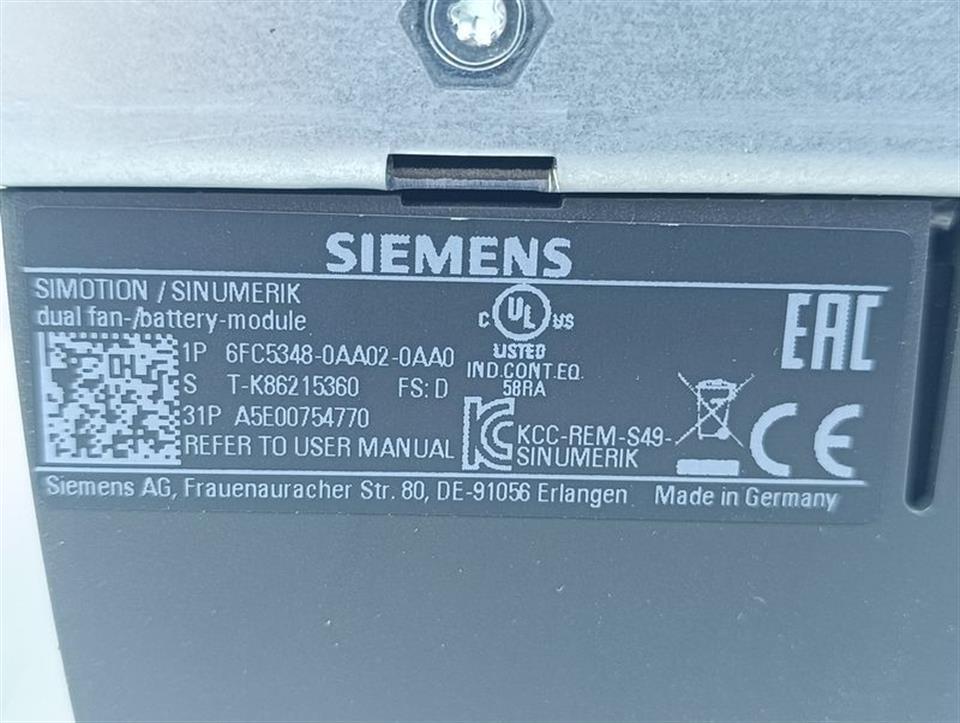 SIEMENS
SIMOTION / SINUMERIK
dual fan-/battery-module
1P 6FC5348-0AA02-0AA0
S T-K86215360 FS: D
31P A5E00754770
REFER TO USER MANUAL
C UL US
LISTED
IND.CONT.EQ.
58RA
KCC-REM-S49-
SINUMERIK
EAC
CE
Siemens AG, Frauenauracher Str. 80, DE-91056 Erlangen Made in Germany